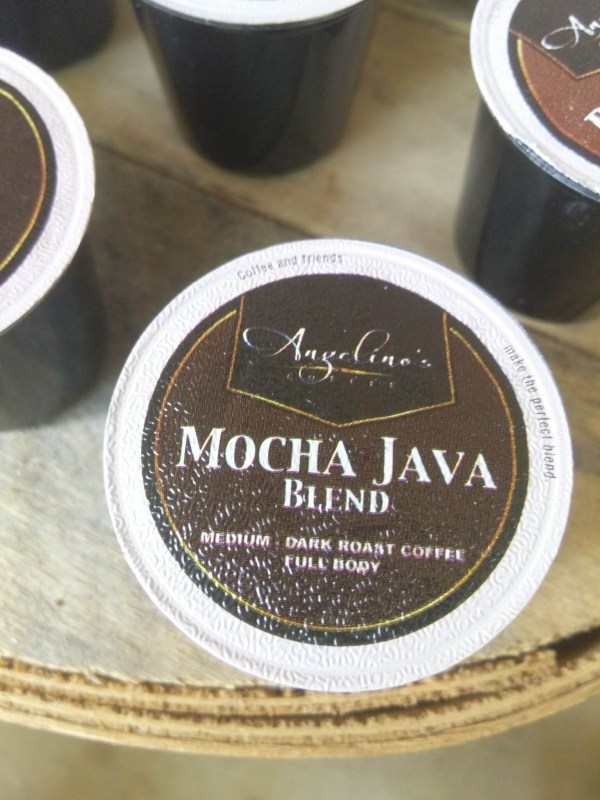 Coffee and friends
make the perfect blend
Angelino's
COFFEE
MOCHA JAVA
BLEND
MEDIUM - DARK ROAST COFFEE
FULL BODY